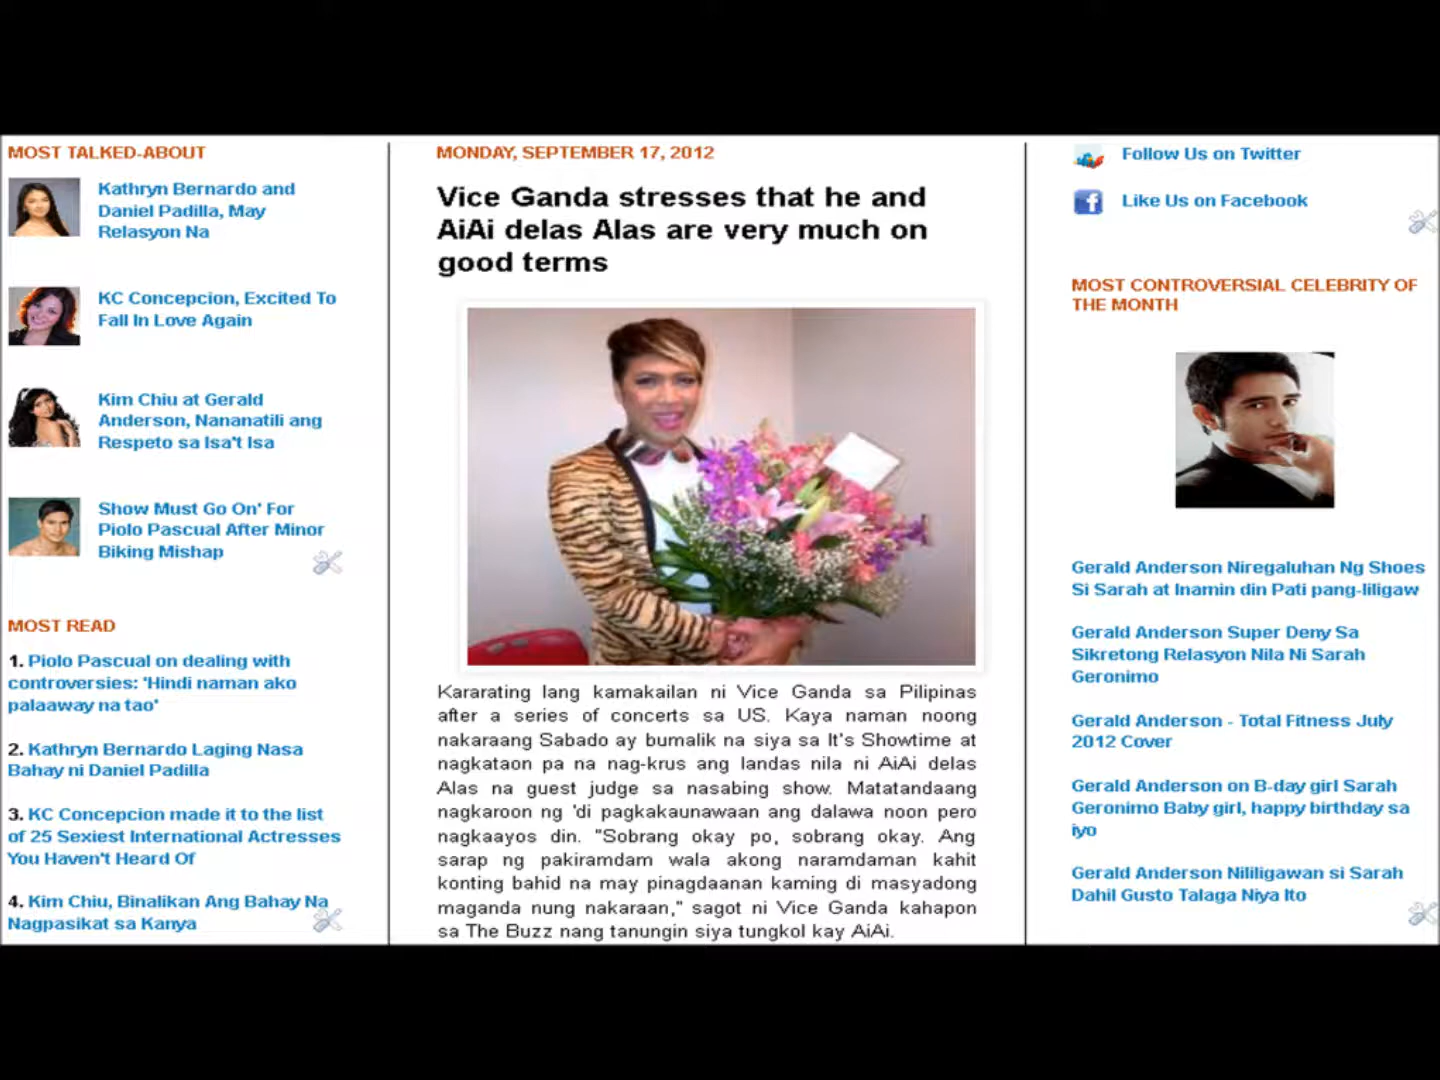 MOST TALKED-ABOUT
Kathryn Bernardo and
Daniel Padilla, May
Relasyon Na
KC Concepcion, Excited To
Fall In Love Again
Kim Chiu at Gerald
Anderson, Nananatili ang
Respeto sa Isa't Isa
Show Must Go On' For
Piolo Pascual After Minor
Biking Mishap
MOST READ
1. Piolo Pascual on dealing with
controversies: 'Hindi naman ako
palaaway na tao'
2. Kathryn Bernardo Laging Nasa
Bahay ni Daniel Padilla
3. KC Concepcion made it to the list
of 25 Sexiest International Actresses
You Haven't Heard Of
4. Kim Chiu, Binalikan Ang Bahay Na
Nagpasikat sa Kanya
MONDAY, SEPTEMBER 17, 2012
Vice Ganda stresses that he and
AiAi delas Alas are very much on
good terms
Kararating lang kamakailan ni Vice Ganda sa Pilipinas
after a series of concerts sa US. Kaya naman noong
nakaraang Sabado ay bumalik na siya sa It's Showtime at
nagkataon pa na nag-krus ang landas nila ni AiAi delas
Alas na guest judge sa nasabing show. Matatandaang
nagkaroon ng 'di pagkakaunawaan ang dalawa noon pero
nagkaayos din. "Sobrang okay po, sobrang okay. Ang
sarap ng pakiramdam wala akong naramdaman kahit
konting bahid na may pinagdaanan kaming di masyadong
maganda nung nakaraan," sagot ni Vice Ganda kahapon
sa The Buzz nang tanungin siya tungkol kay AiAi.
Follow Us on Twitter
Like Us on Facebook
MOST CONTROVERSIAL CELEBRITY OF
THE MONTH
Gerald Anderson Niregaluhan Ng Shoes
Si Sarah at Inamin din Pati pang-liligaw
Gerald Anderson Super Deny Sa
Sikretong Relasyon Nila Ni Sarah
Geronimo
Gerald Anderson - Total Fitness July
2012 Cover
Gerald Anderson on B-day girl Sarah
Geronimo Baby girl, happy birthday sa
iyo
Gerald Anderson Nililigawan si Sarah
Dahil Gusto Talaga Niya Ito